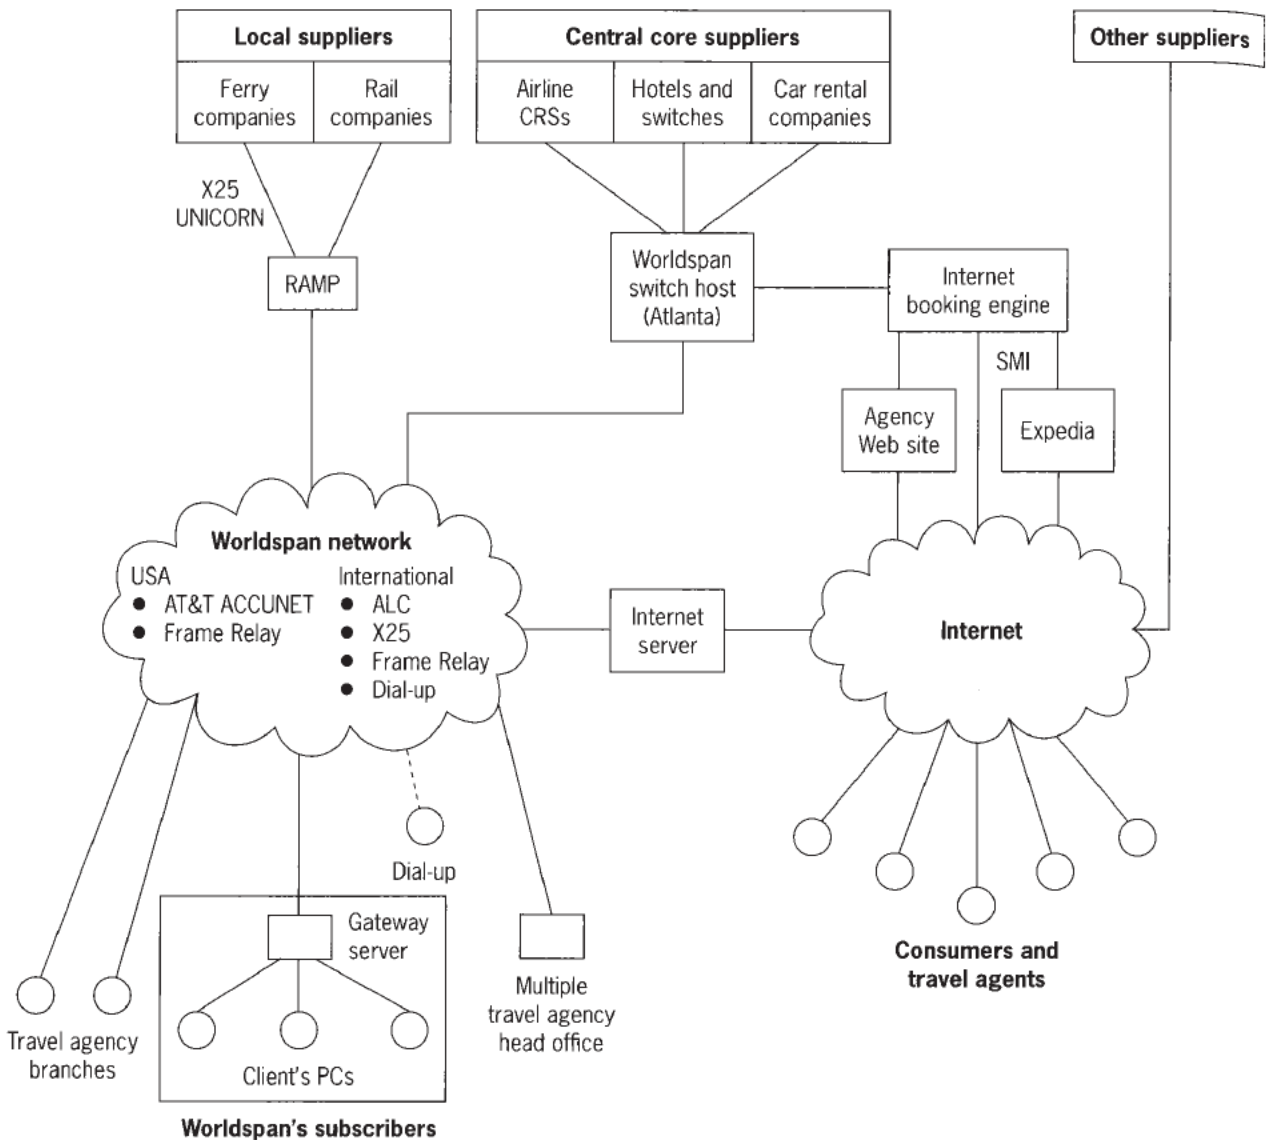 Local suppliers
Ferry
companies
Rail
companies
Central core suppliers
Airline
CRSs
Hotels and
switches
Car rental
companies
Other suppliers
X25
UNICORN
RAMP
Worldspan
switch host
(Atlanta)
Internet
booking engine
SMI
Agency
Web site
Expedia
Worldspan network
USA
● AT&T ACCUNET
● Frame Relay
International
● ALC
● X25
● Frame Relay
● Dial-up
Internet
server
Internet
Dial-up
Gateway
server
Client's PCs
Travel agency
branches
Multiple
travel agency
head office
Consumers and
travel agents
Worldspan's subscribers